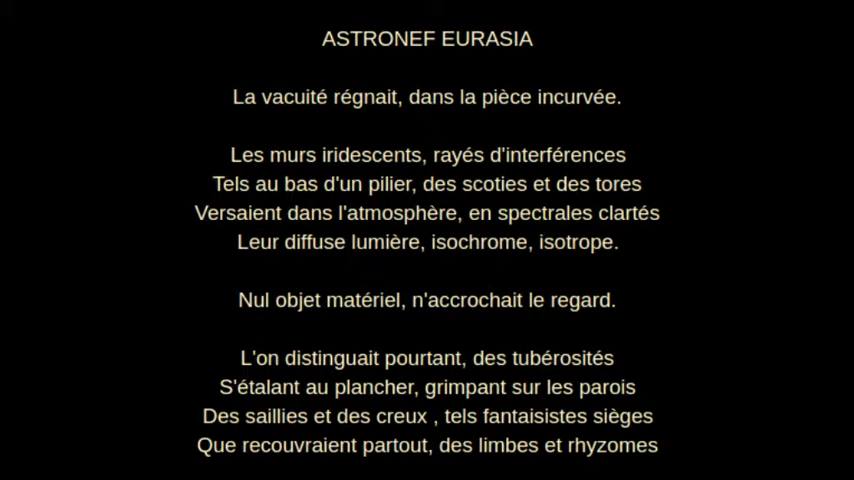 ASTRONEF EURASIA
La vacuité régnait, dans la pièce incurvée.
Les murs iridescents, rayés d'interférences
Tels au bas d'un pilier, des scoties et des tores
Versaient dans l'atmosphère, en spectrales clartés
Leur diffuse lumière, isochrome, isotrope.
Nul objet matériel, n'accrochait le regard.
L'on distinguait pourtant, des tubérosités
S'étalant au plancher, grimpant sur les parois
Des saillies et des creux , tels fantaisistes sièges
Que recouvraient partout, des limbes et rhyzomes